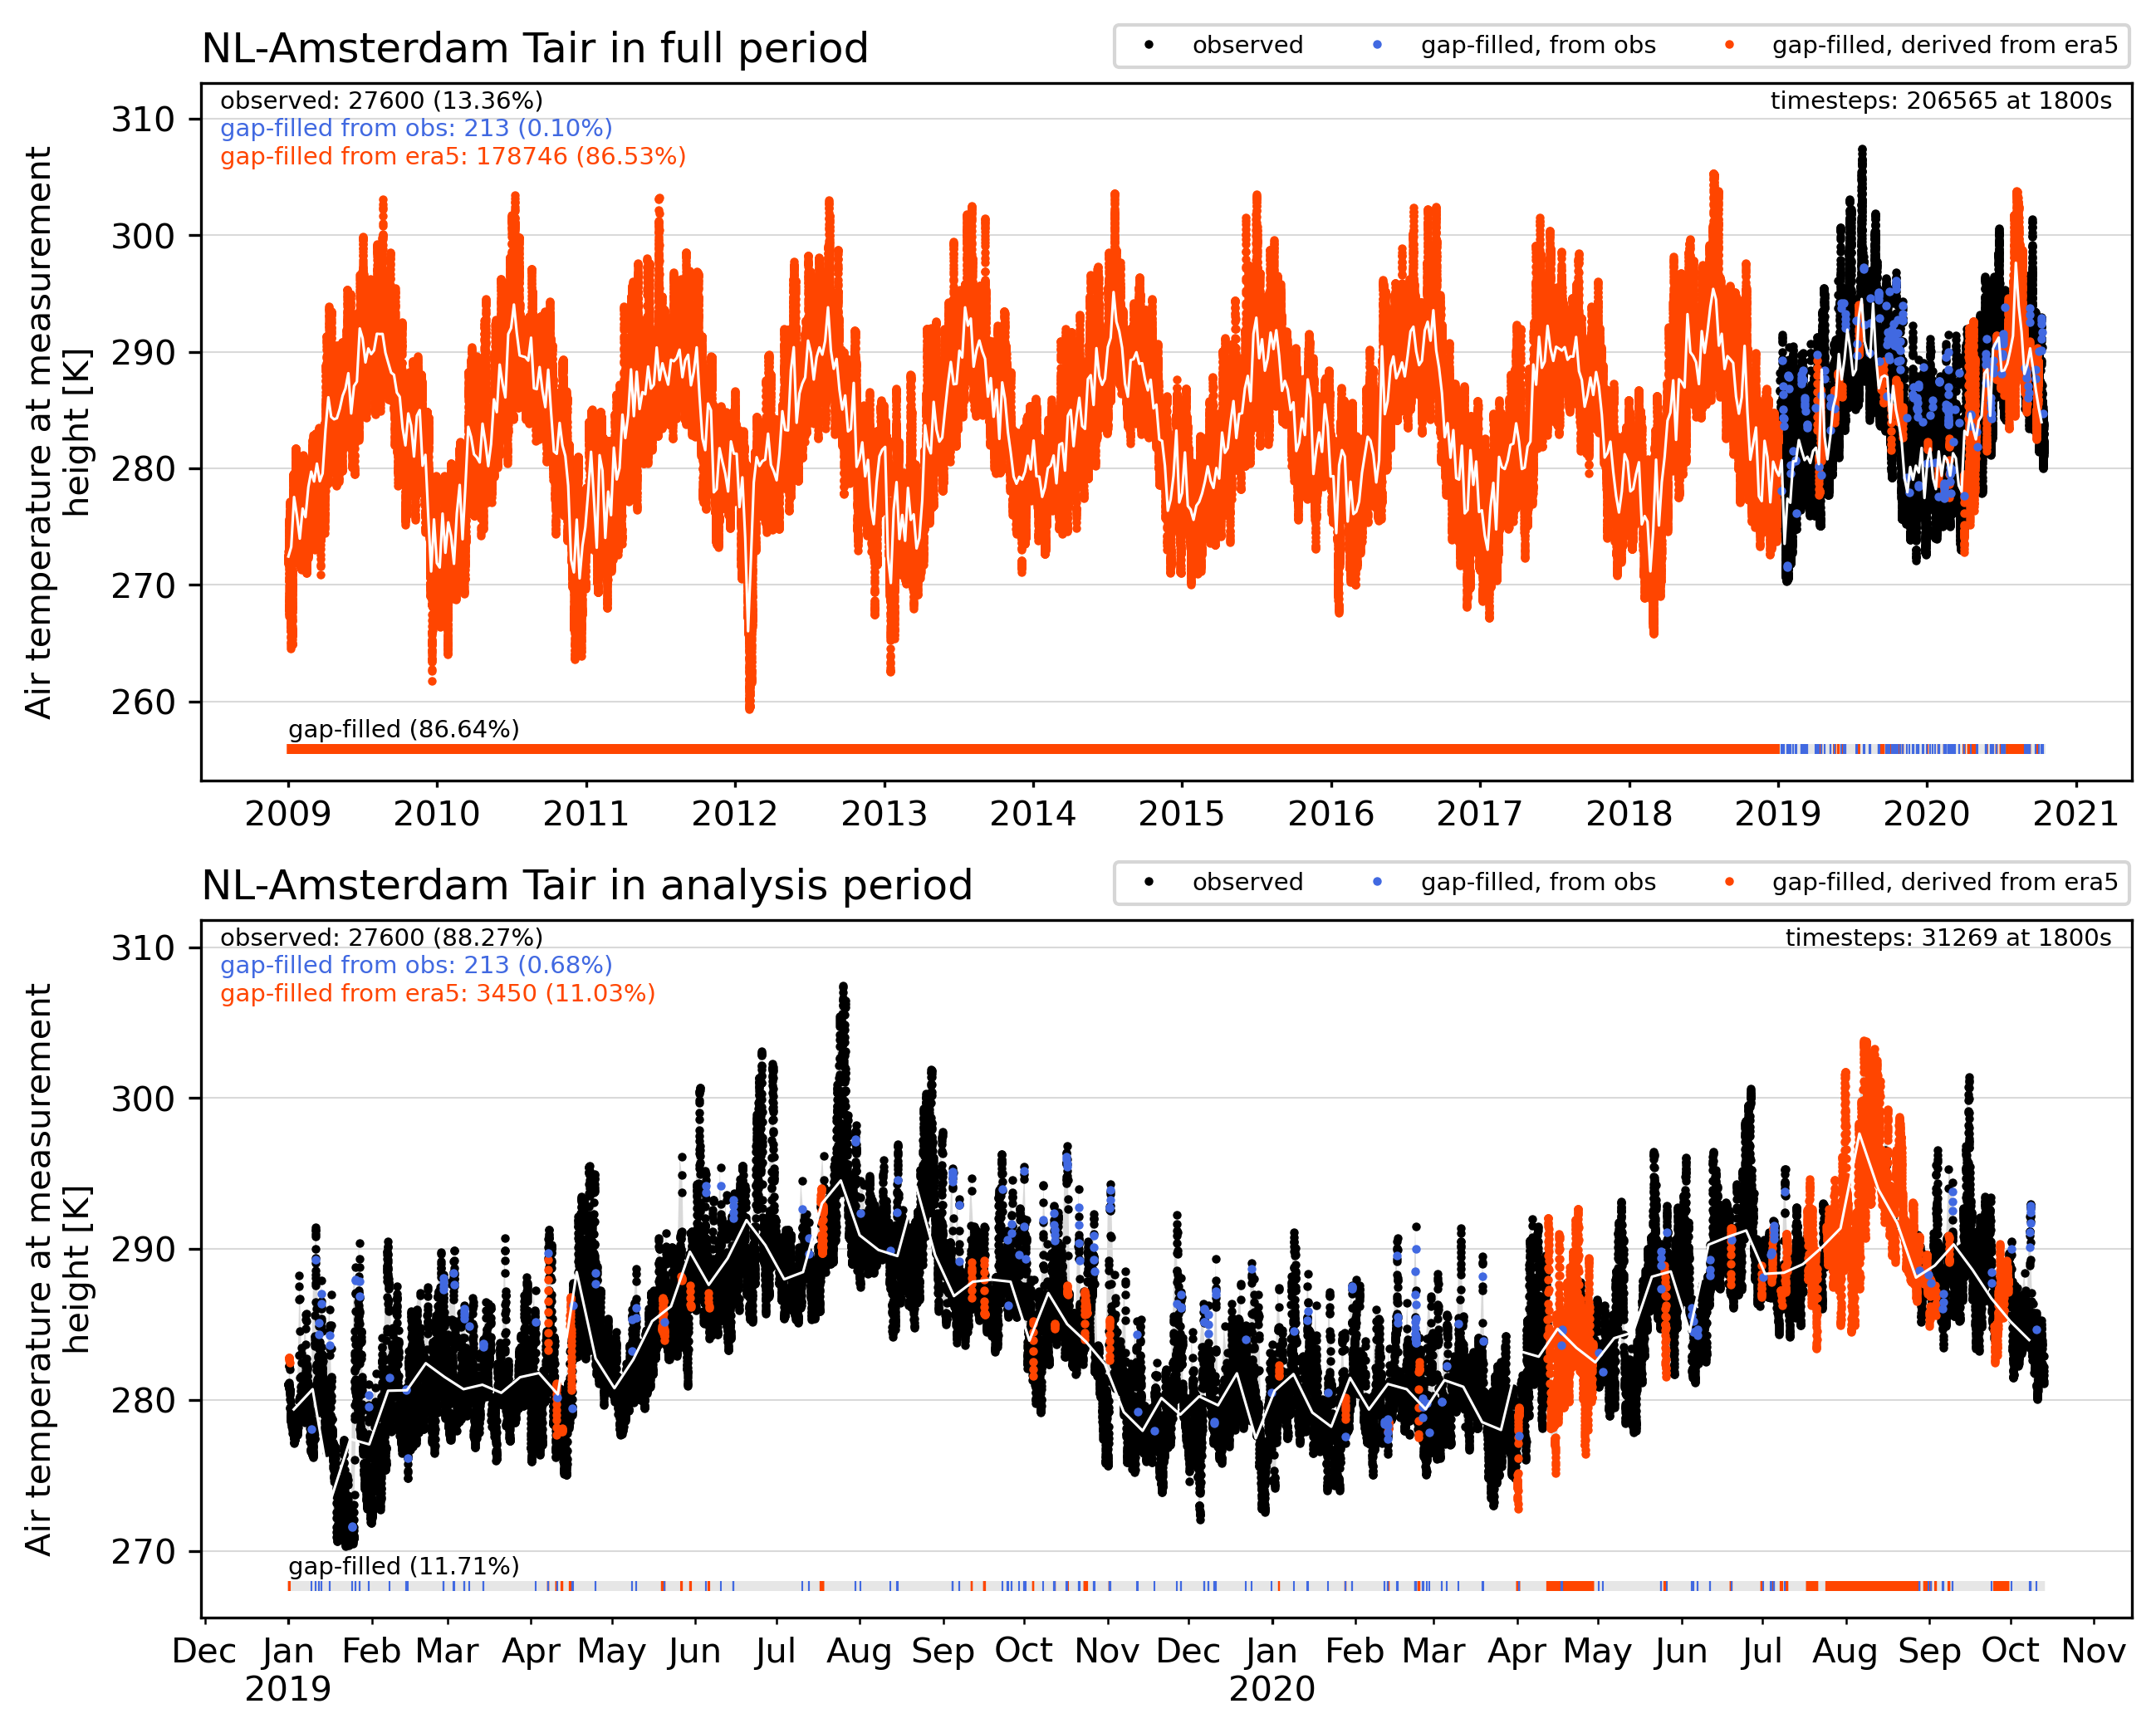 NL-Amsterdam Tair in full period
observed
gap-filled, from obs
gap-filled, derived from era5
observed: 27600 (13.36%)
gap-filled from obs: 213 (0.10%)
gap-filled from era5: 178746 (86.53%)
timesteps: 206565 at 1800s
Air temperature at measurement
height [K]
310
300
290
280
270
260
gap-filled (86.64%)
2009 2010 2011 2012 2013 2014 2015 2016 2017 2018 2019 2020 2021
NL-Amsterdam Tair in analysis period
observed
gap-filled, from obs
gap-filled, derived from era5
observed: 27600 (88.27%)
gap-filled from obs: 213 (0.68%)
gap-filled from era5: 3450 (11.03%)
timesteps: 31269 at 1800s
Air temperature at measurement
height [K]
310
300
290
280
270
gap-filled (11.71%)
Dec Jan Feb Mar Apr May Jun Jul Aug Sep Oct Nov Dec Jan Feb Mar Apr May Jun Jul Aug Sep Oct Nov
2019 2020